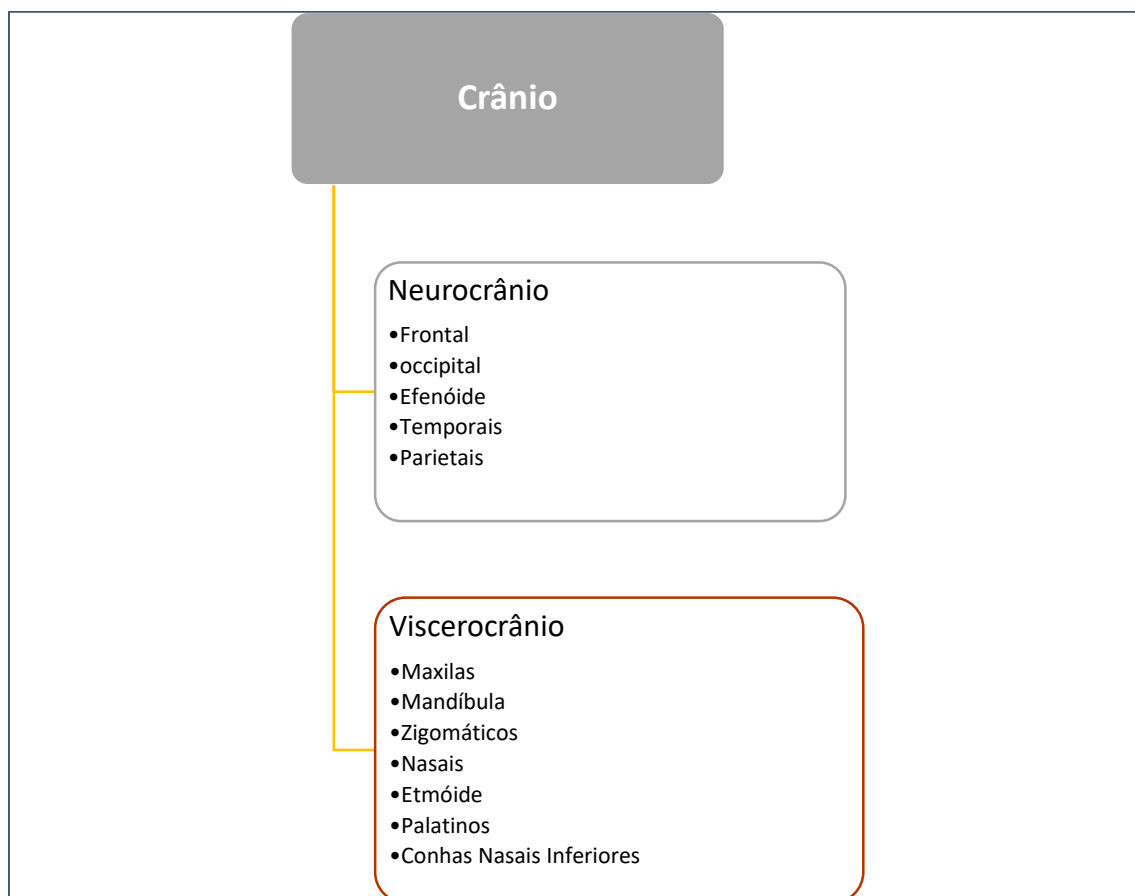 Crânio
Neurocrânio
•Frontal
•occipital
•Efenóide
•Temporais
•Parietais
Viscerocrânio
•Maxilas
•Mandíbula
•Zigomáticos
•Nasais
•Etmóide
•Palatinos
•Conhas Nasais Inferiores